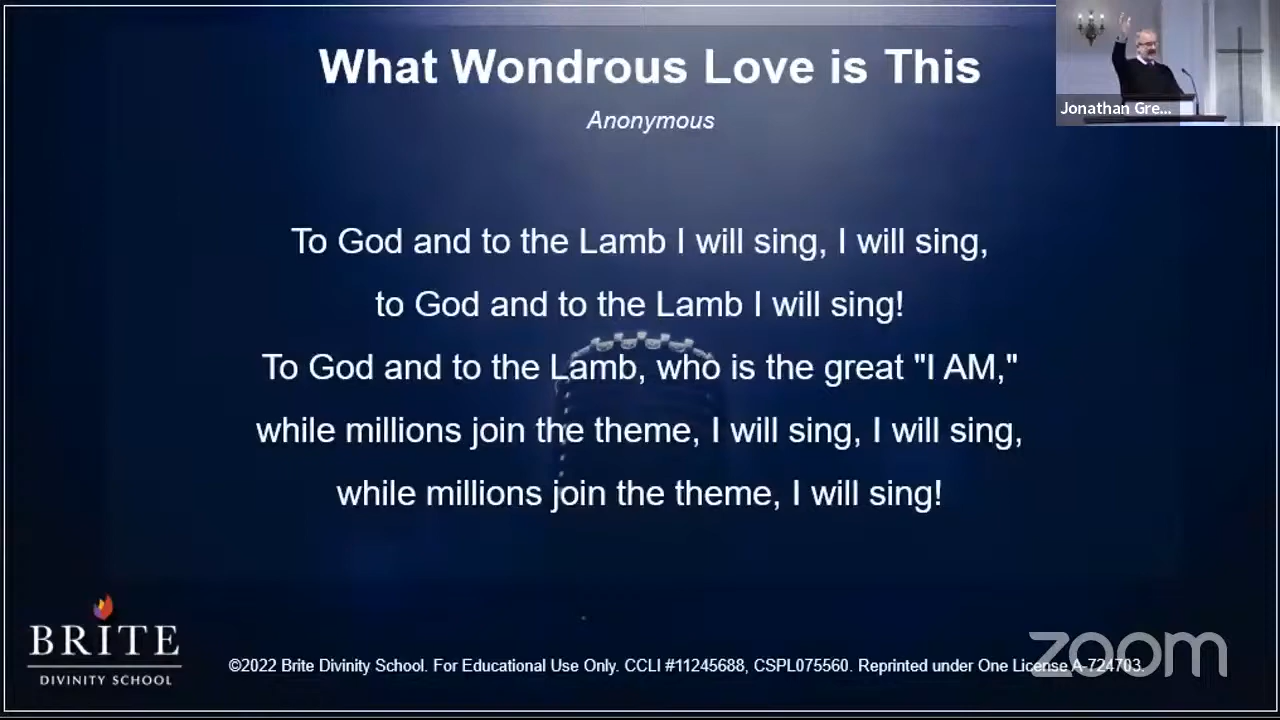 What Wondrous Love is This
Anonymous
Jonathan Gre...
To God and to the Lamb I will sing, I will sing,
to God and to the Lamb I will sing!
To God and to the Lamb, who is the great "I AM,"
while millions join the theme, I will sing, I will sing,
while millions join the theme, I will sing!
BRITE
DIVINITY SCHOOL
©2022 Brite Divinity School. For Educational Use Only. CCLI #11245688, CSPL075560. Reprinted under One License A-724703.
zoom